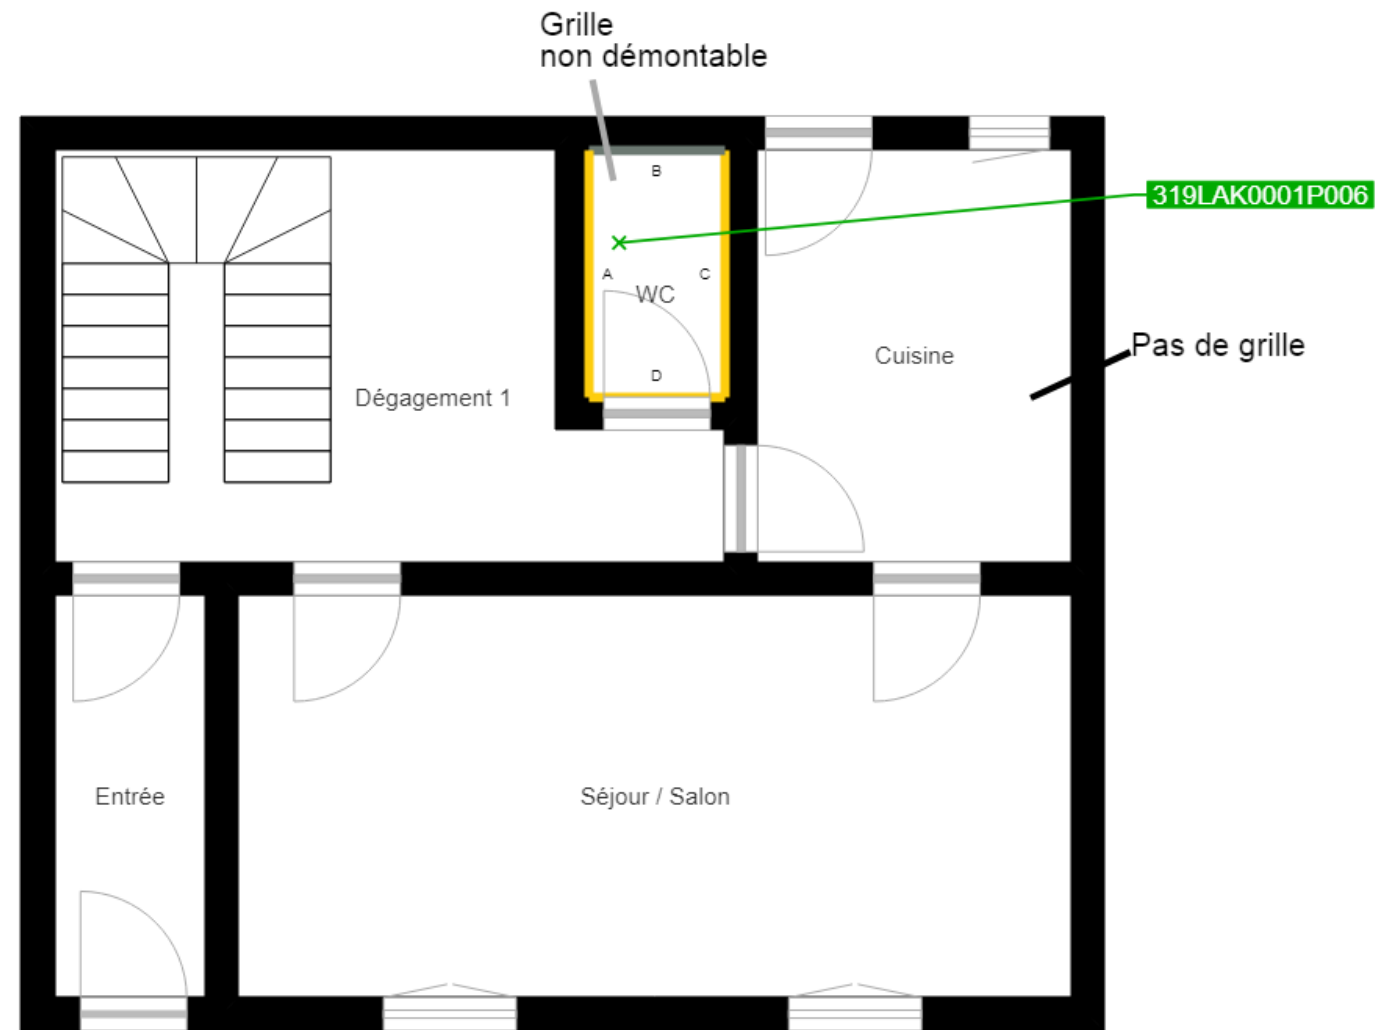 Grille
non démontable
B
319LAK0001P006
A
C
WC
Pas de grille
Cuisine
D
Dégagement 1
Entrée
Séjour / Salon